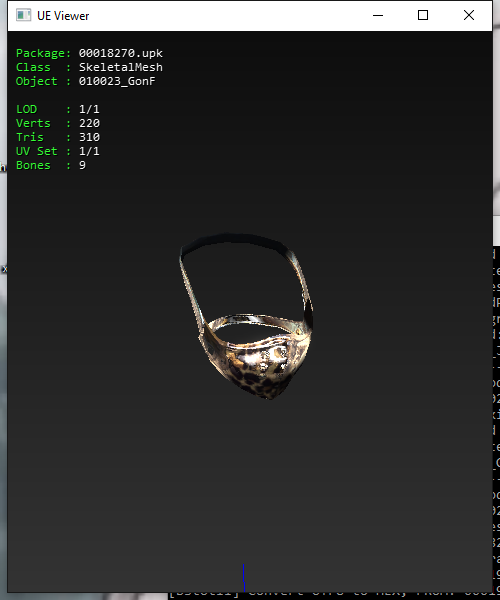 UE Viewer
Package: 00018270.upk
Class : SkeletalMesh
Object : 010023_GonF
LOD : 1/1
Verts : 220
Tris : 310
UV Set : 1/1
Bones : 9